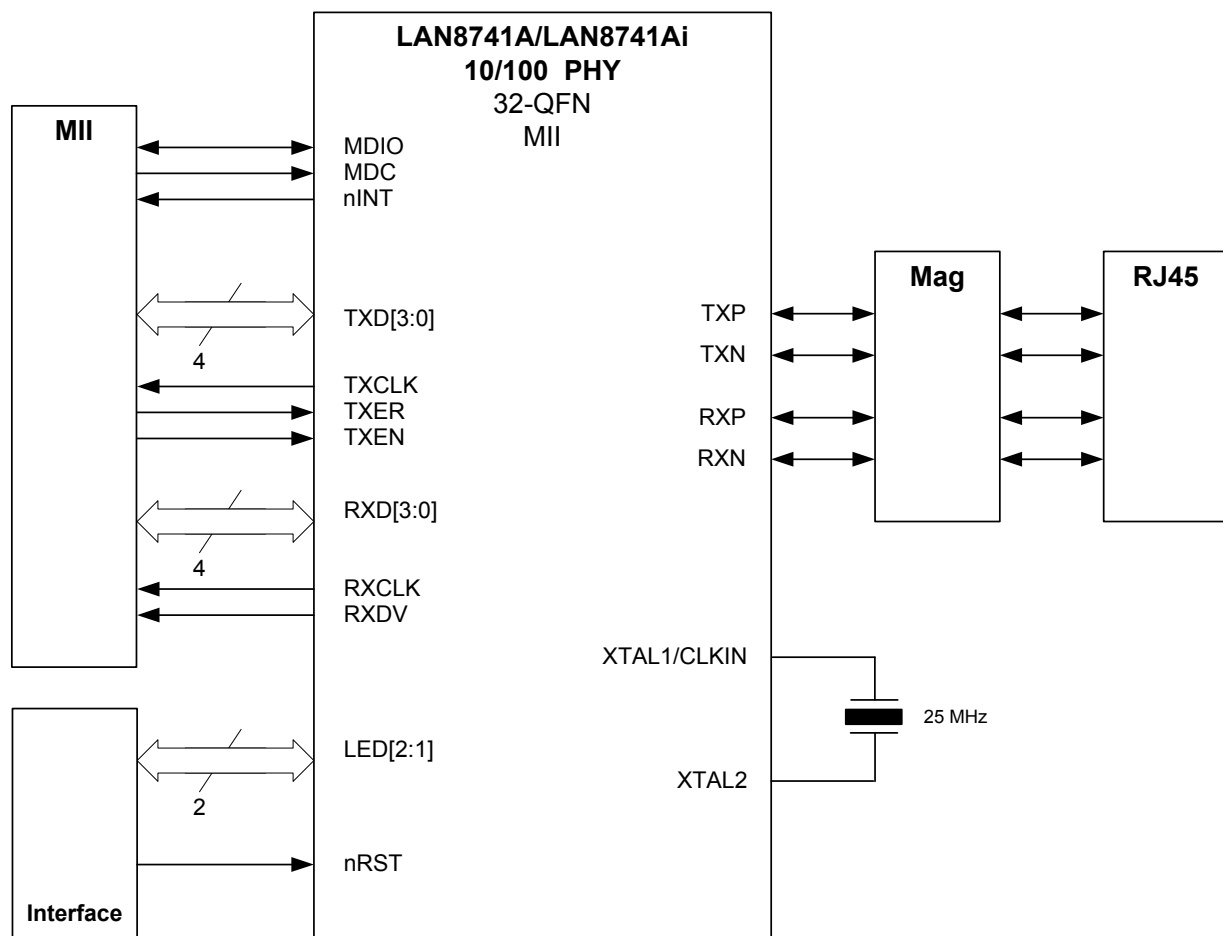 LAN8741A/LAN8741Ai
10/100 PHY
32-QFN
MII
MII
MDIO
MDC
nINT
TXD[3:0]
4
TXCLK
TXER
TXEN
RXD[3:0]
4
RXCLK
RXDV
TXP
TXN
RXP
RXN
Mag
RJ45
XTAL1/CLKIN
25 MHz
XTAL2
LED[2:1]
2
nRST
Interface